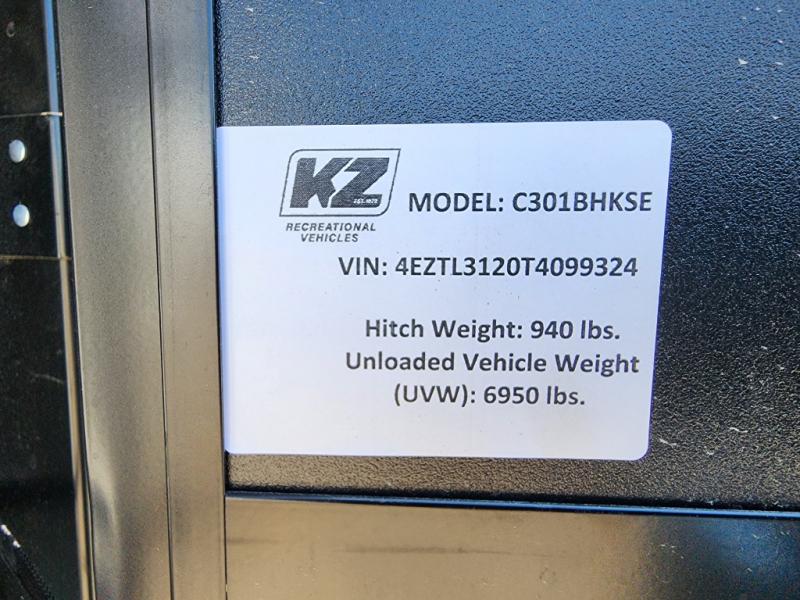 KZ
EST. 1972
RECREATIONAL
VEHICLES
MODEL: C301BHKSE
VIN: 4EZTL3120T4099324
Hitch Weight: 940 lbs.
Unloaded Vehicle Weight
(UVW): 6950 lbs.